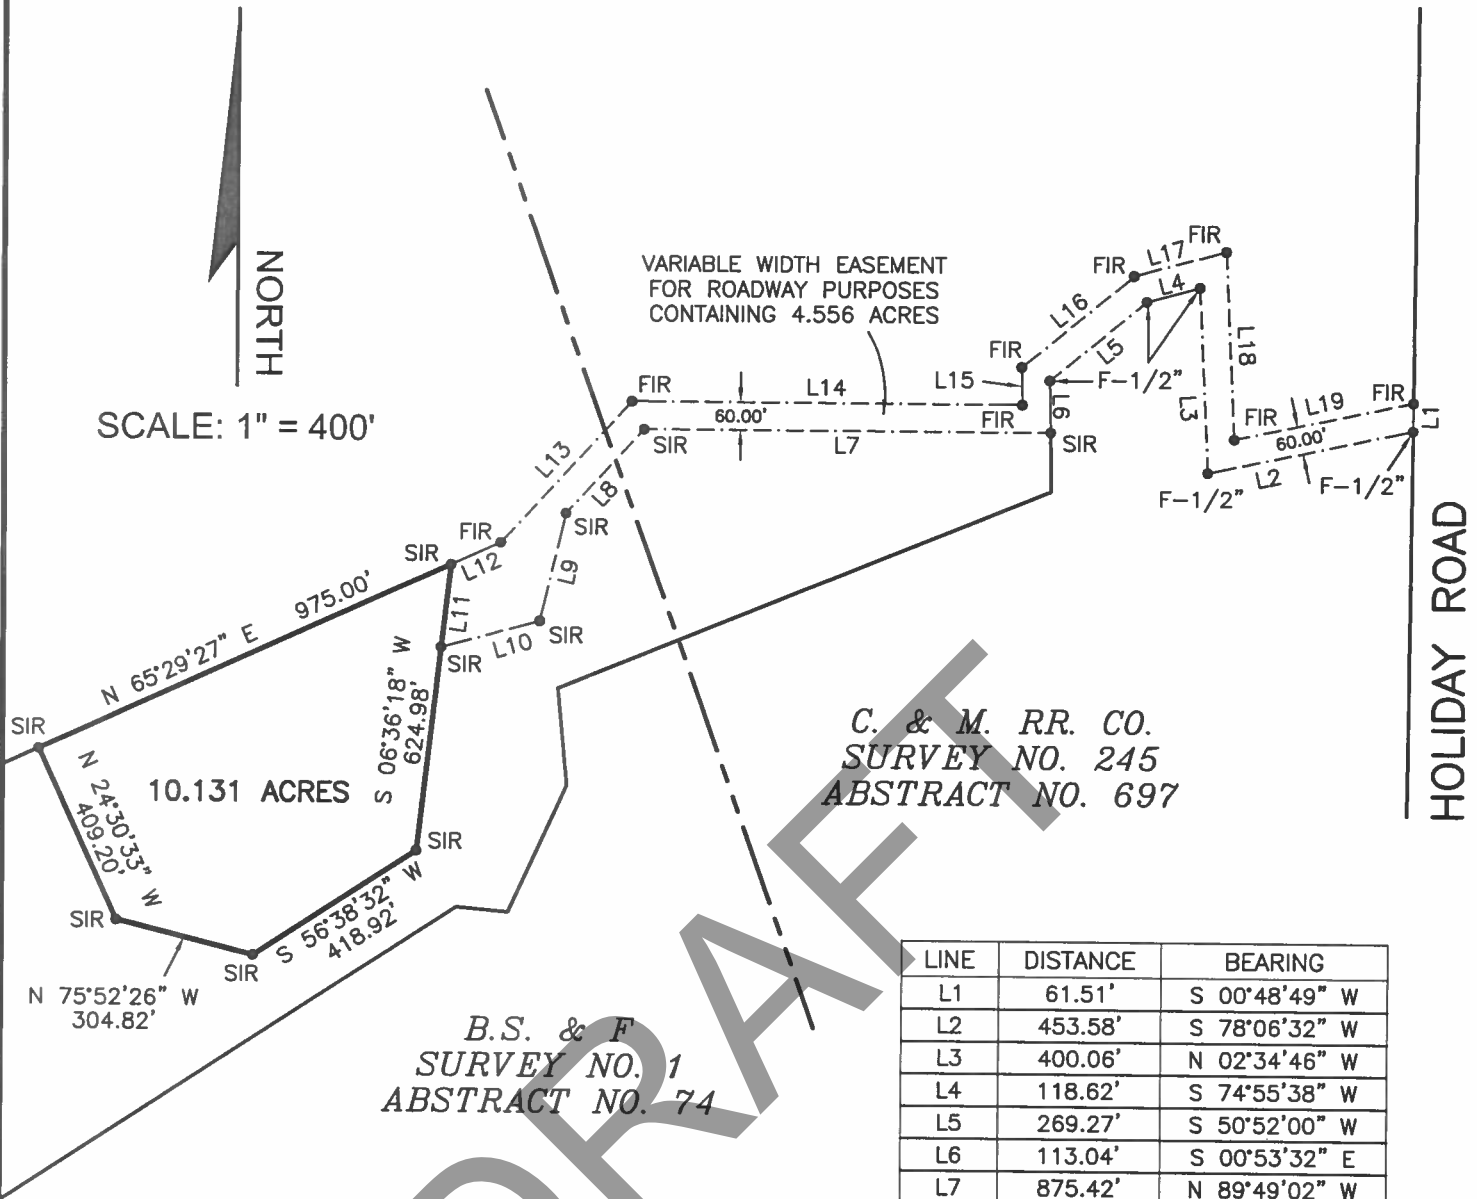 NORTH
SCALE: 1" = 400'
VARIABLE WIDTH EASEMENT
FOR ROADWAY PURPOSES
CONTAINING 4.556 ACRES
FIR
L17
FIR
L4
L16
L5
L18
FIR
L15
F-1/2"
L6
L3
FIR
L14
60.00'
FIR
SIR
L7
SIR
FIR
L19
FIR
L1
60.00'
L2
F-1/2"
F-1/2"
L13
L8
SIR
FIR
SIR
L12
L9
L11
L10
SIR
SIR
N 65°29'27" E 975.00'
S 06°36'18" W
624.98'
SIR
N 24°30'33" W
409.20'
10.131 ACRES
SIR
SIR
S 56°38'32" W
418.92'
SIR
N 75°52'26" W
304.82'
HOLIDAY ROAD
C. & M. RR. CO.
SURVEY NO. 245
ABSTRACT NO. 697
B.S. & F
SURVEY NO. 1
ABSTRACT NO. 74
DRAFT
LINE DISTANCE BEARING
L1 61.51' S 00°48'49" W
L2 453.58' S 78°06'32" W
L3 400.06' N 02°34'46" W
L4 118.62' S 74°55'38" W
L5 269.27' S 50°52'00" W
L6 113.04' S 00°53'32" E
L7 875.42' N 89°49'02" W